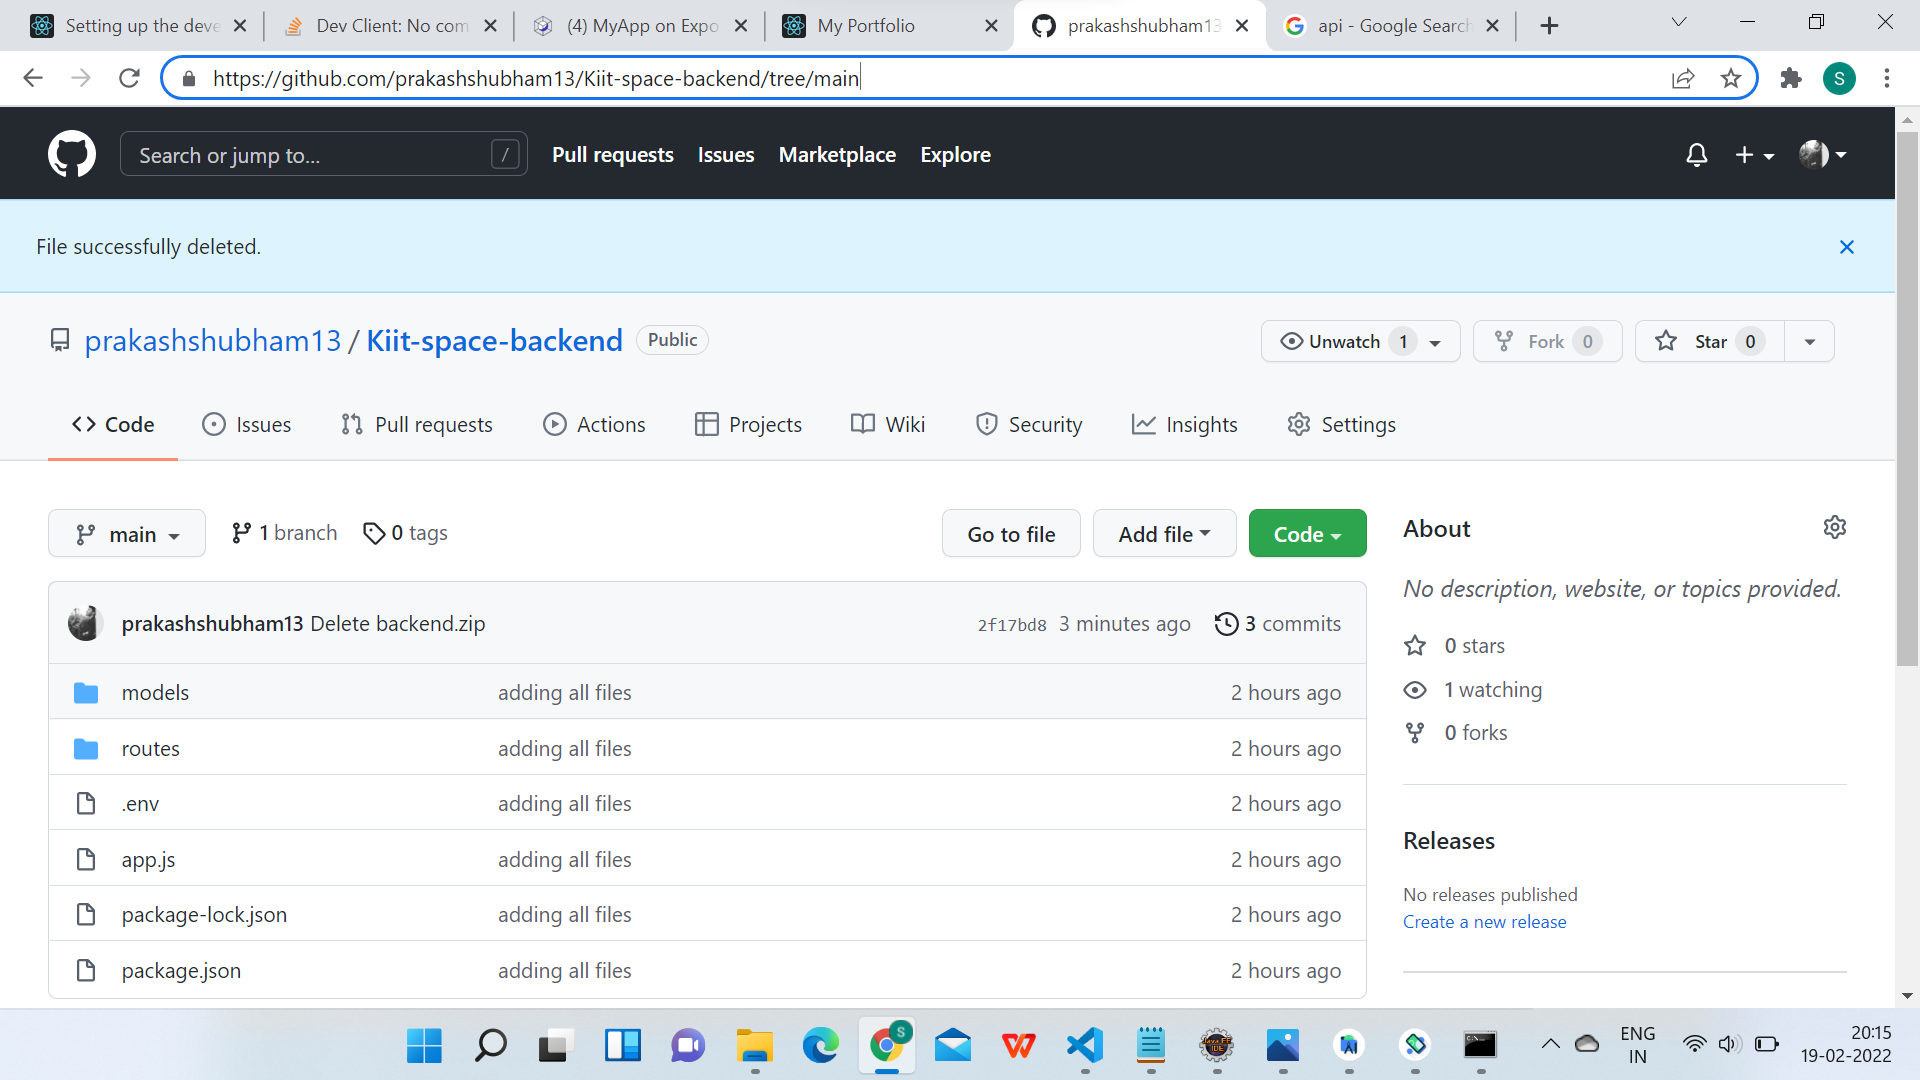 Setting up the deve
Dev Client: No com
(4) MyApp on Expo
My Portfolio
prakashshubham13
api - Google Search
https://github.com/prakashshubham13/Kiit-space-backend/tree/main
S
Search or jump to...
/
Pull requests
Issues
Marketplace
Explore
File successfully deleted.
prakashshubham13 / Kiit-space-backend
Public
Unwatch 1
Fork 0
Star 0
Code
Issues
Pull requests
Actions
Projects
Wiki
Security
Insights
Settings
main
1 branch
0 tags
Go to file
Add file
Code
About
No description, website, or topics provided.
prakashshubham13 Delete backend.zip
2f17bd8 3 minutes ago
3 commits
0 stars
1 watching
0 forks
models adding all files 2 hours ago
routes adding all files 2 hours ago
.env adding all files 2 hours ago
app.js adding all files 2 hours ago
package-lock.json adding all files 2 hours ago
package.json adding all files 2 hours ago
Releases
No releases published
Create a new release
S
ENG
IN
20:15
19-02-2022